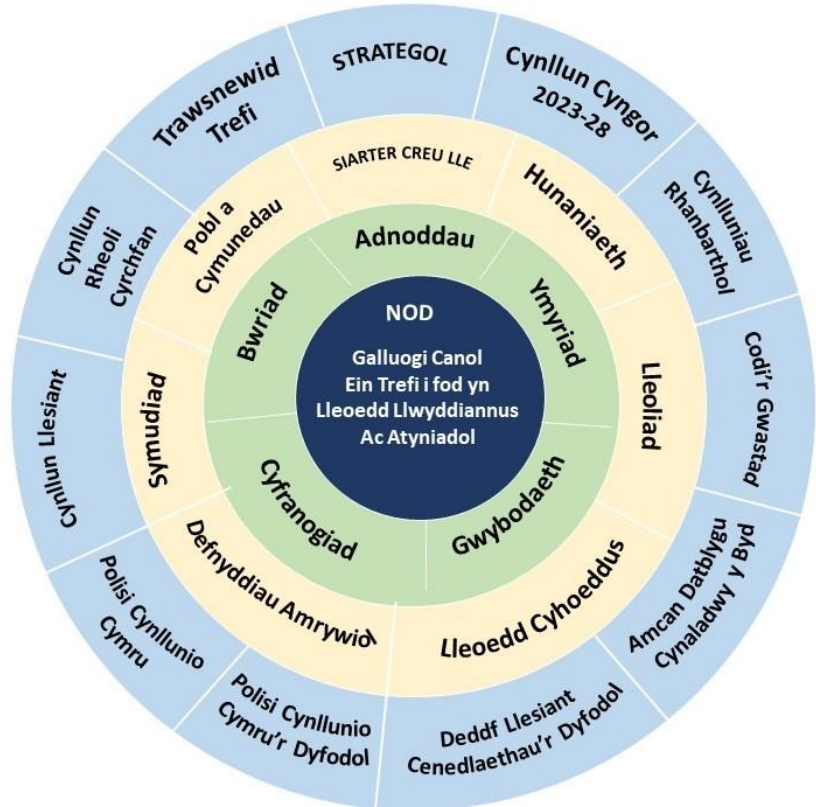 STRATEGOL
Cynllun Cyngor
2023-28
Cynlluniau
Rhanbarthol
Codi'r Gwastad
Amcan Datblygu
Cynaladwy y Byd
Deddf Llesiant
Cenedlaethau'r Dyfodol
Polisi Cynllunio
Cymru'r Dyfodol
Polisi Cynllunio
Cymru
Cynllun Llesiant
Cynllun
Rheoli
Cyrchfan
Trawsnewid
Trefi
SIARTER CREU LLE
Hunaniaeth
Lleoliad
Lleoedd Cyhoeddus
Defnyddiau Amrywiol
Symudiad
Pobl a
Cymunedau
Adnoddau
Ymyriad
Gwybodaeth
Cyfranogiad
Bwriad
NOD
Galluogi Canol
Ein Trefi i fod yn
Lleoedd Llwyddiannus
Ac Atyniadol